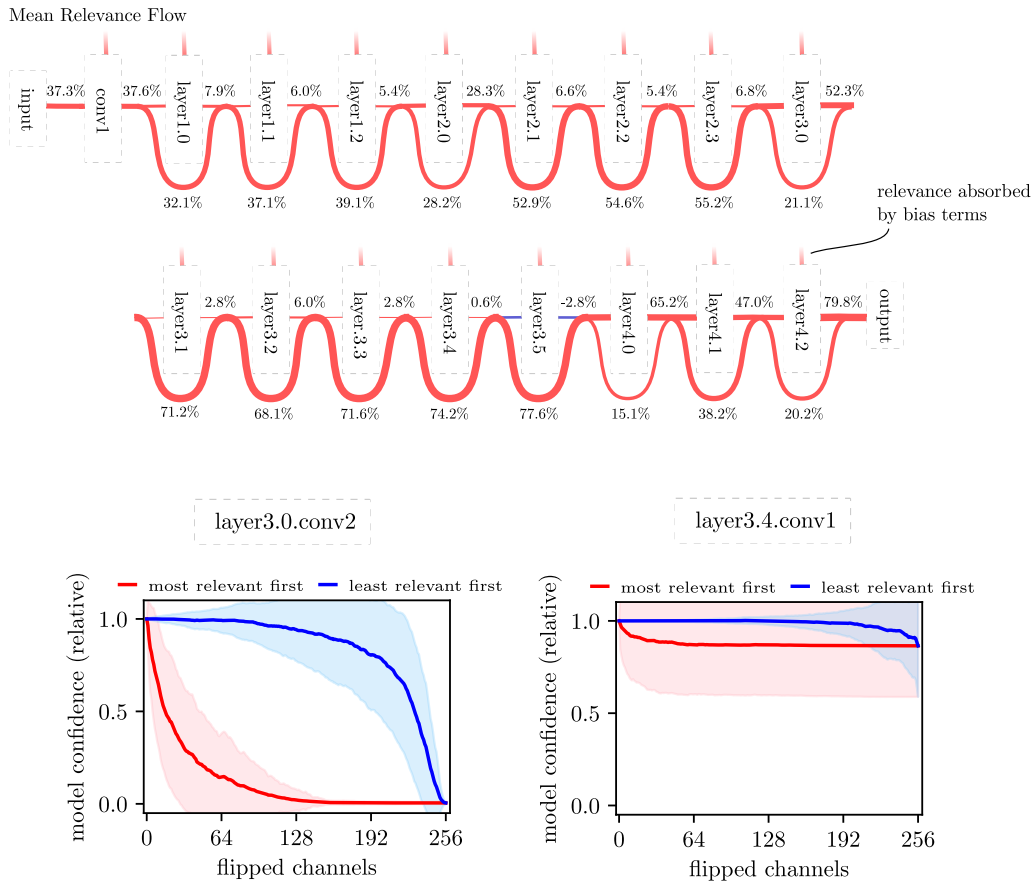 Mean Relevance Flow
input
37.3%
conv1
37.6%
layer1.0
7.9%
layer1.1
6.0%
layer1.2
5.4%
layer2.0
28.3%
layer2.1
6.6%
layer2.2
5.4%
layer2.3
6.8%
layer3.0
52.3%
32.1%
37.1%
39.1%
28.2%
52.9%
54.6%
55.2%
21.1%
relevance absorbed
by bias terms
layer3.1
2.8%
layer3.2
6.0%
layer.3.3
2.8%
layer3.4
0.6%
layer3.5
-2.8%
layer4.0
65.2%
layer4.1
47.0%
layer4.2
79.8%
output
71.2%
68.1%
71.6%
74.2%
77.6%
15.1%
38.2%
20.2%
layer3.0.conv2
most relevant first
least relevant first
model confidence (relative)
1.0
0.5
0.0
0
64
128
192
256
flipped channels
layer3.4.conv1
most relevant first
least relevant first
model confidence (relative)
1.0
0.5
0.0
0
64
128
192
256
flipped channels